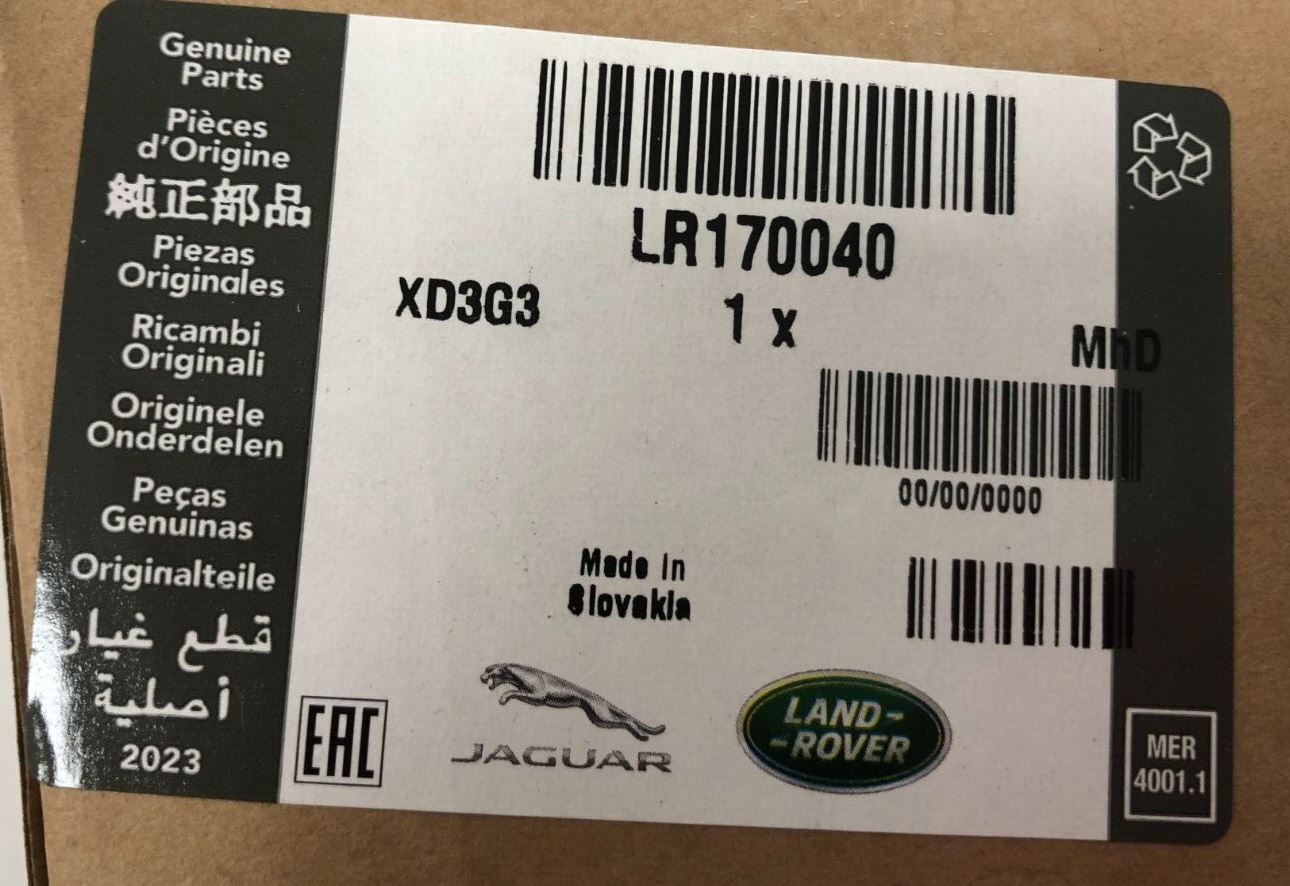 Genuine
Parts
Pièces
d'Origine
純正部品
Piezas
Originales
Ricambi
Originali
Originele
Onderdelen
Peças
Genuinas
Originalteile
قطع غيار
أصلية
2023
LR170040
XD3G3
1 x
MhD
00/00/0000
Made in
Slovakia
EAC
JAGUAR
LAND-
-ROVER
MER
4001.1